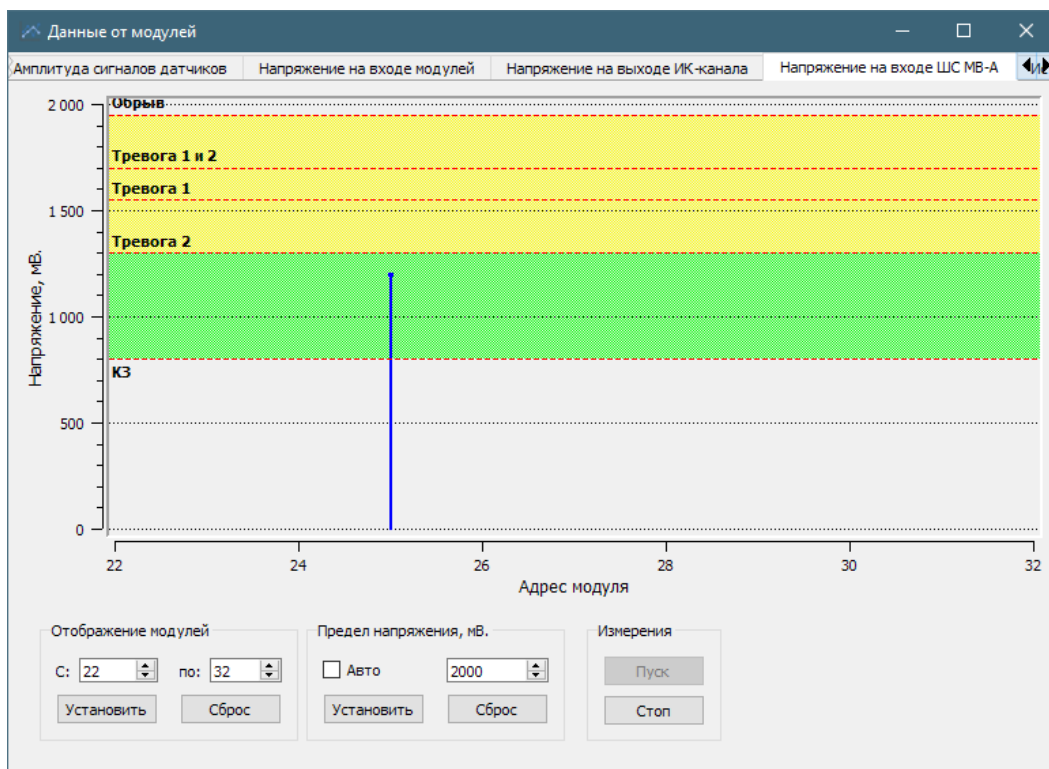 Данные от модулей
Амплитуда сигналов датчиков Напряжение на входе модулей Напряжение на выходе ИК-канала Напряжение на входе ШС МВ-А
2 000
Обрыв
Тревога 1 и 2
Тревога 1
1 500
Тревога 2
1 000
КЗ
500
0
Напряжение, мВ.
22 24 26 28 30 32
Адрес модуля
Отображение модулей Предел напряжения, мВ. Измерения
С: 22 по: 32 Авто 2000 Пуск
Установить Сброс Установить Сброс Стоп